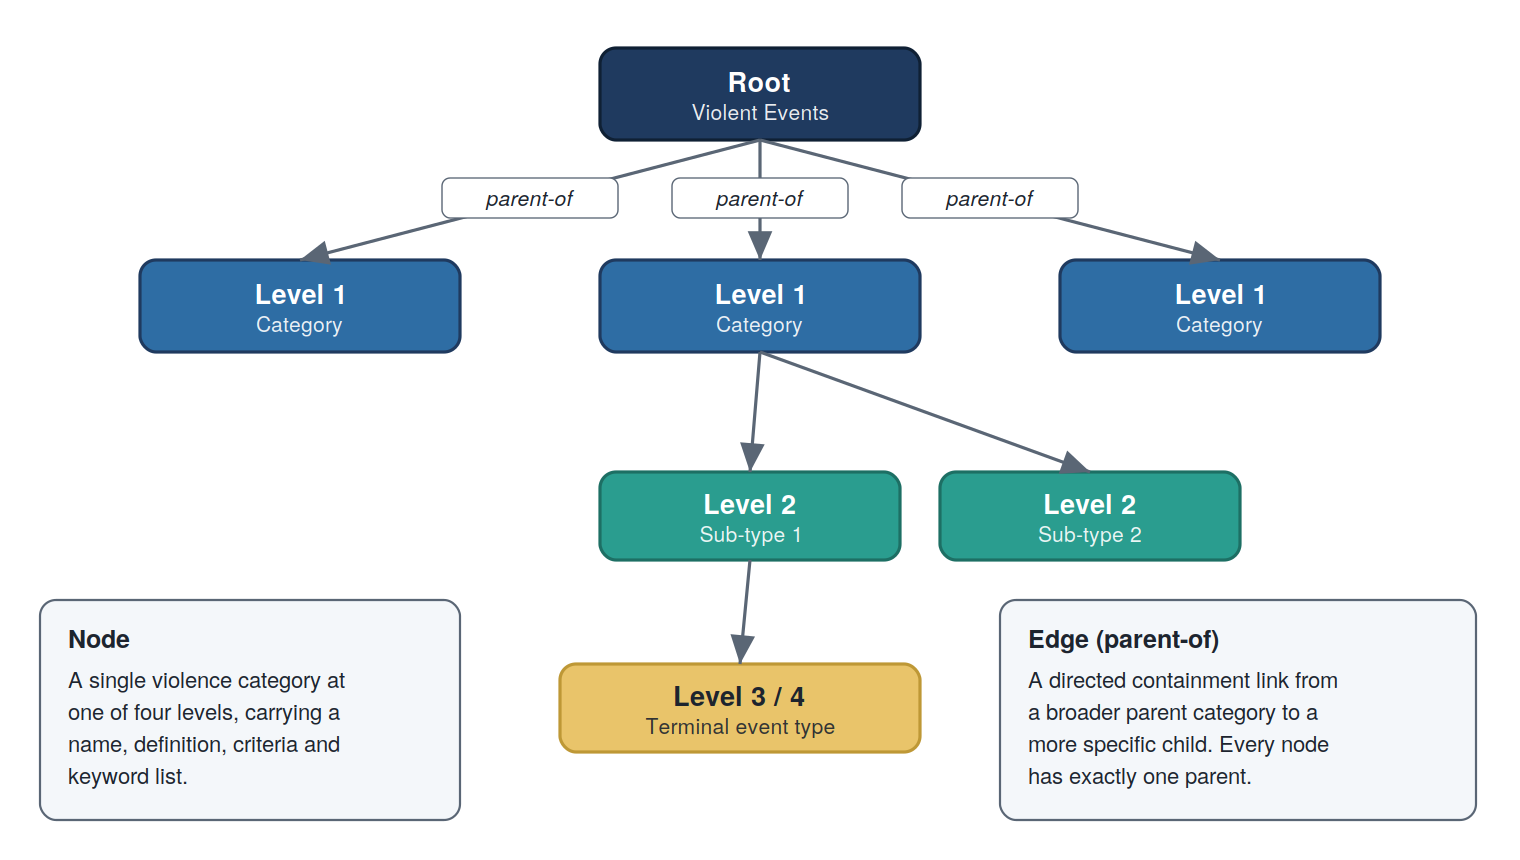 Root
Violent Events
parent-of
parent-of
parent-of
Level 1
Category
Level 1
Category
Level 1
Category
Level 2
Sub-type 1
Level 2
Sub-type 2
Node
A single violence category at
one of four levels, carrying a
name, definition, criteria and
keyword list.
Level 3 / 4
Terminal event type
Edge (parent-of)
A directed containment link from
a broader parent category to a
more specific child. Every node
has exactly one parent.